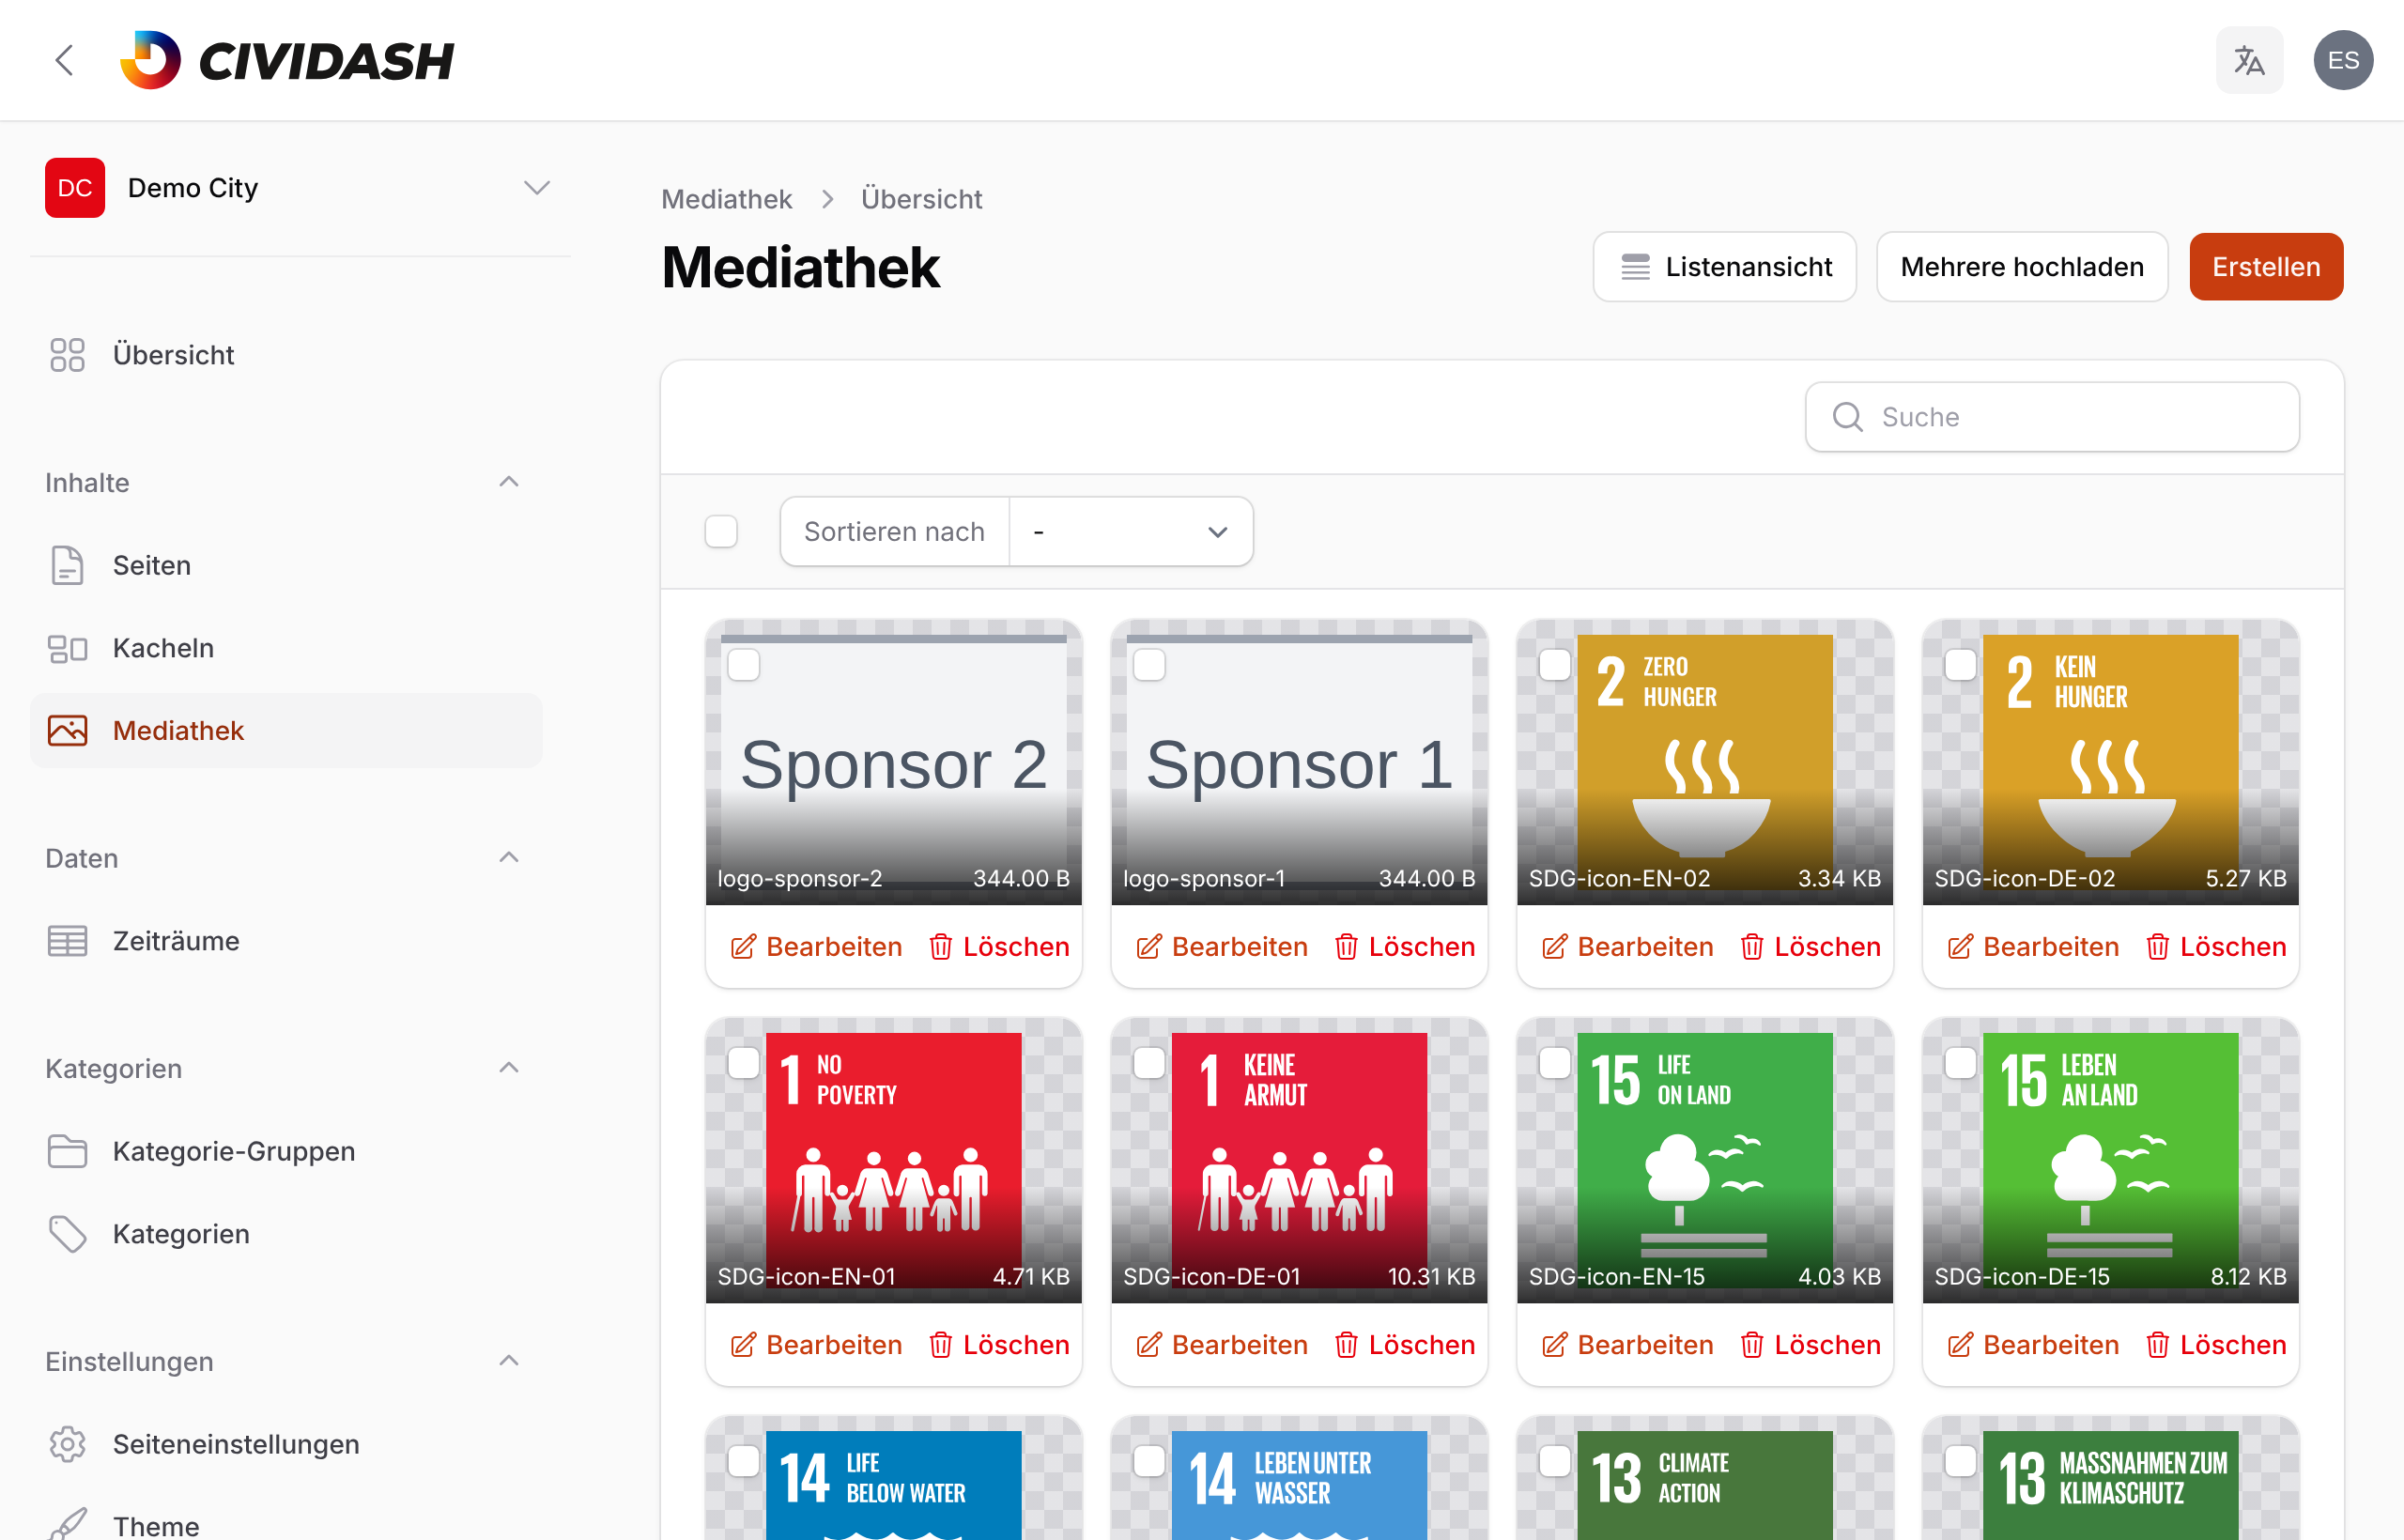 CIVIDASH
ES
DC
Demo City
Übersicht
Inhalte
Seiten
Kacheln
Mediathek
Daten
Zeiträume
Kategorien
Kategorie-Gruppen
Kategorien
Einstellungen
Seiteneinstellungen
Theme
Mediathek > Übersicht
Mediathek
Listenansicht
Mehrere hochladen
Erstellen
Suche
Sortieren nach
-
Sponsor 2
logo-sponsor-2 344.00 B
Bearbeiten Löschen
Sponsor 1
logo-sponsor-1 344.00 B
Bearbeiten Löschen
2 ZERO
HUNGER
SDG-icon-EN-02 3.34 KB
Bearbeiten Löschen
2 KEIN
HUNGER
SDG-icon-DE-02 5.27 KB
Bearbeiten Löschen
1 NO
POVERTY
SDG-icon-EN-01 4.71 KB
Bearbeiten Löschen
1 KEINE
ARMUT
SDG-icon-DE-01 10.31 KB
Bearbeiten Löschen
15 LIFE
ON LAND
SDG-icon-EN-15 4.03 KB
Bearbeiten Löschen
15 LEBEN
AN LAND
SDG-icon-DE-15 8.12 KB
Bearbeiten Löschen
14 LIFE
BELOW WATER
14 LEBEN UNTER
WASSER
13 CLIMATE
ACTION
13 MASSNAHMEN ZUM
KLIMASCHUTZ